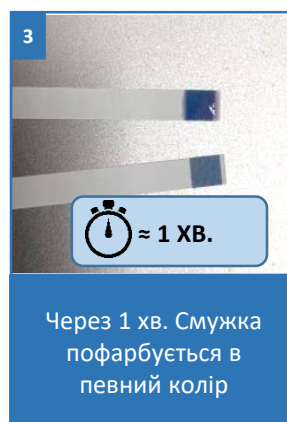 3
≈ 1 ХВ.
Через 1 хв. Смужка
пофарбується в
певний колір